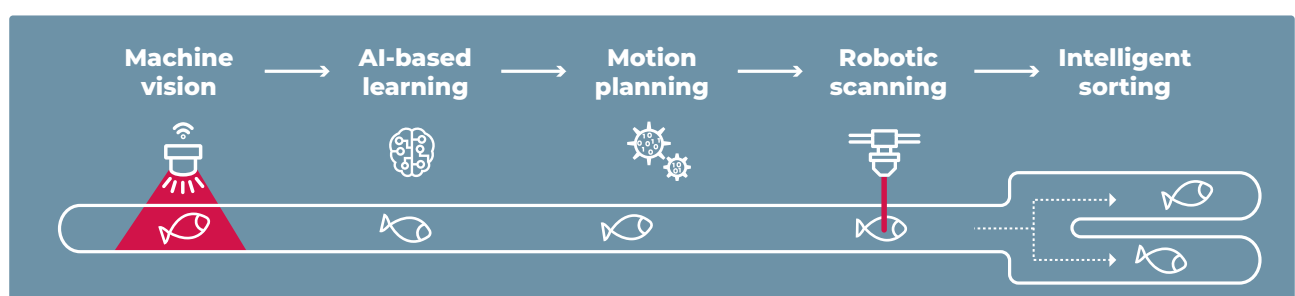 Machine
vision
AI-based
learning
Motion
planning
Robotic
scanning
Intelligent
sorting